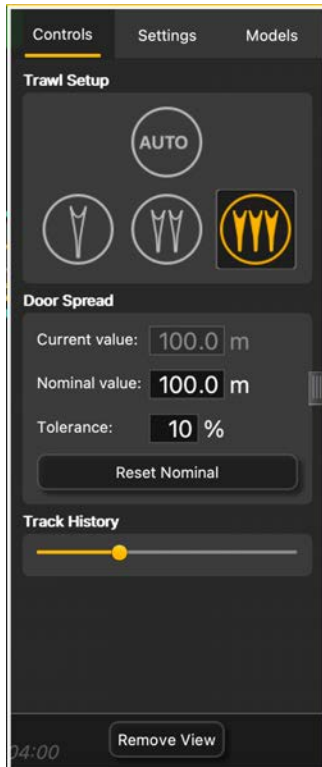 Controls Settings Models
Trawl Setup
AUTO
Door Spread
Current value: 100.0 m
Nominal value: 100.0 m
Tolerance: 10 %
Reset Nominal
Track History
04:00
Remove View